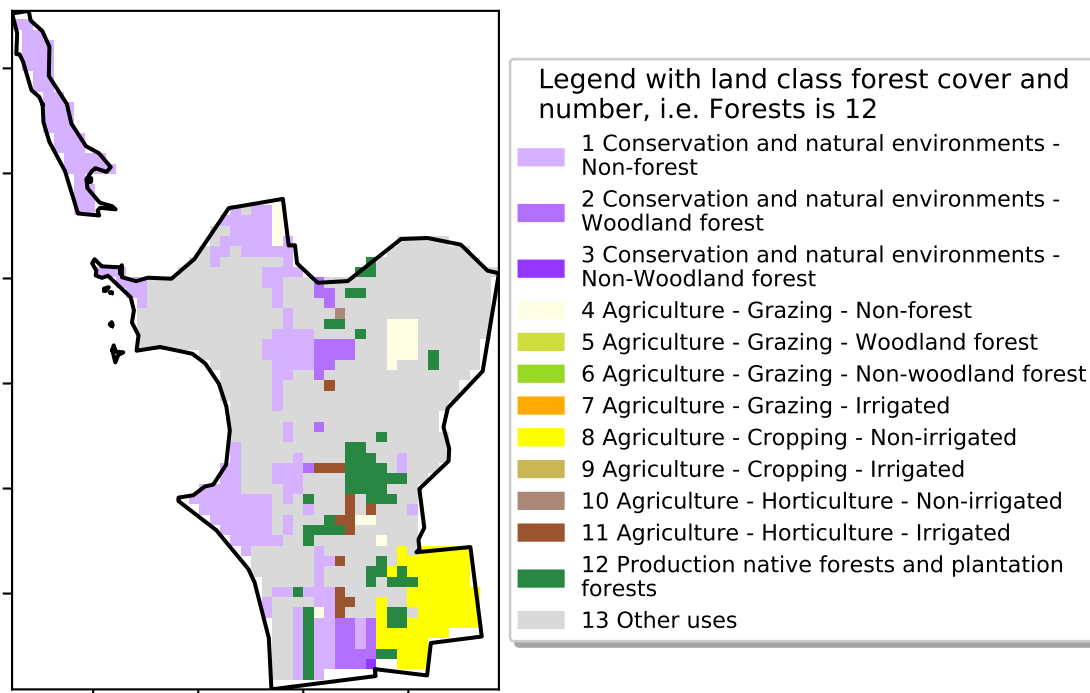 Legend with land class forest cover and
number, i.e. Forests is 12
1 Conservation and natural environments -
Non-forest
2 Conservation and natural environments -
Woodland forest
3 Conservation and natural environments -
Non-Woodland forest
4 Agriculture - Grazing - Non-forest
5 Agriculture - Grazing - Woodland forest
6 Agriculture - Grazing - Non-woodland forest
7 Agriculture - Grazing - Irrigated
8 Agriculture - Cropping - Non-irrigated
9 Agriculture - Cropping - Irrigated
10 Agriculture - Horticulture - Non-irrigated
11 Agriculture - Horticulture - Irrigated
12 Production native forests and plantation
forests
13 Other uses